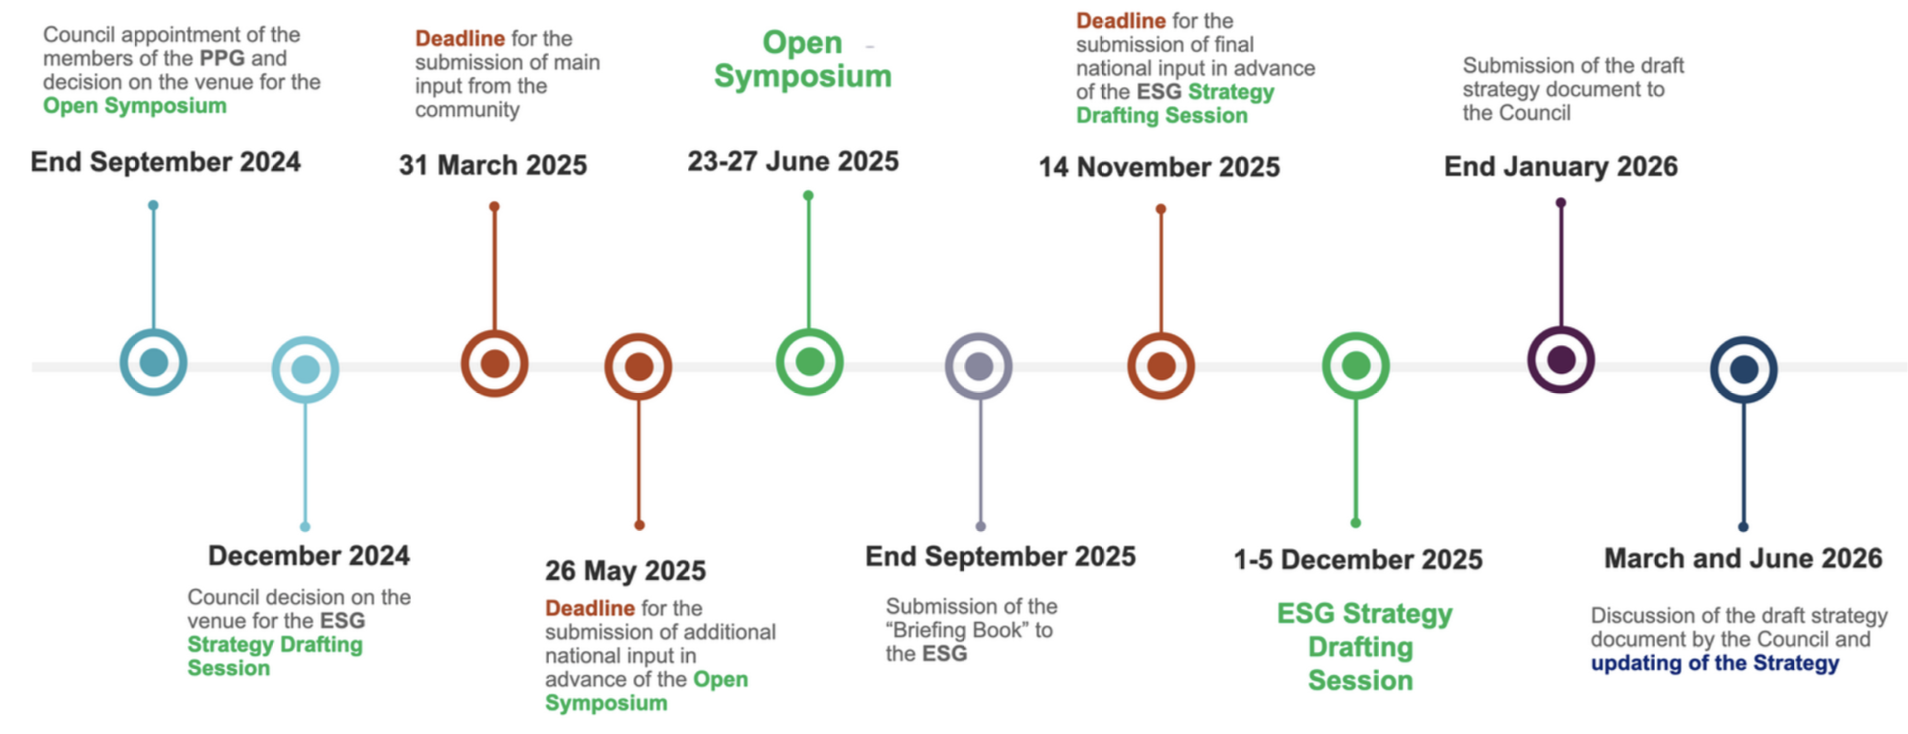 Council appointment of the
members of the PPG and
decision on the venue for the
Open Symposium
End September 2024
December 2024
Council decision on the
venue for the ESG
Strategy Drafting
Session
Deadline for the
submission of main
input from the
community
31 March 2025
26 May 2025
Deadline for the
submission of additional
national input in
advance of the Open
Symposium
Open
Symposium
23-27 June 2025
End September 2025
Submission of the
“Briefing Book” to
the ESG
Deadline for the
submission of final
national input in advance
of the ESG Strategy
Drafting Session
14 November 2025
1-5 December 2025
ESG Strategy
Drafting
Session
Submission of the draft
strategy document to
the Council
End January 2026
March and June 2026
Discussion of the draft strategy
document by the Council and
updating of the Strategy